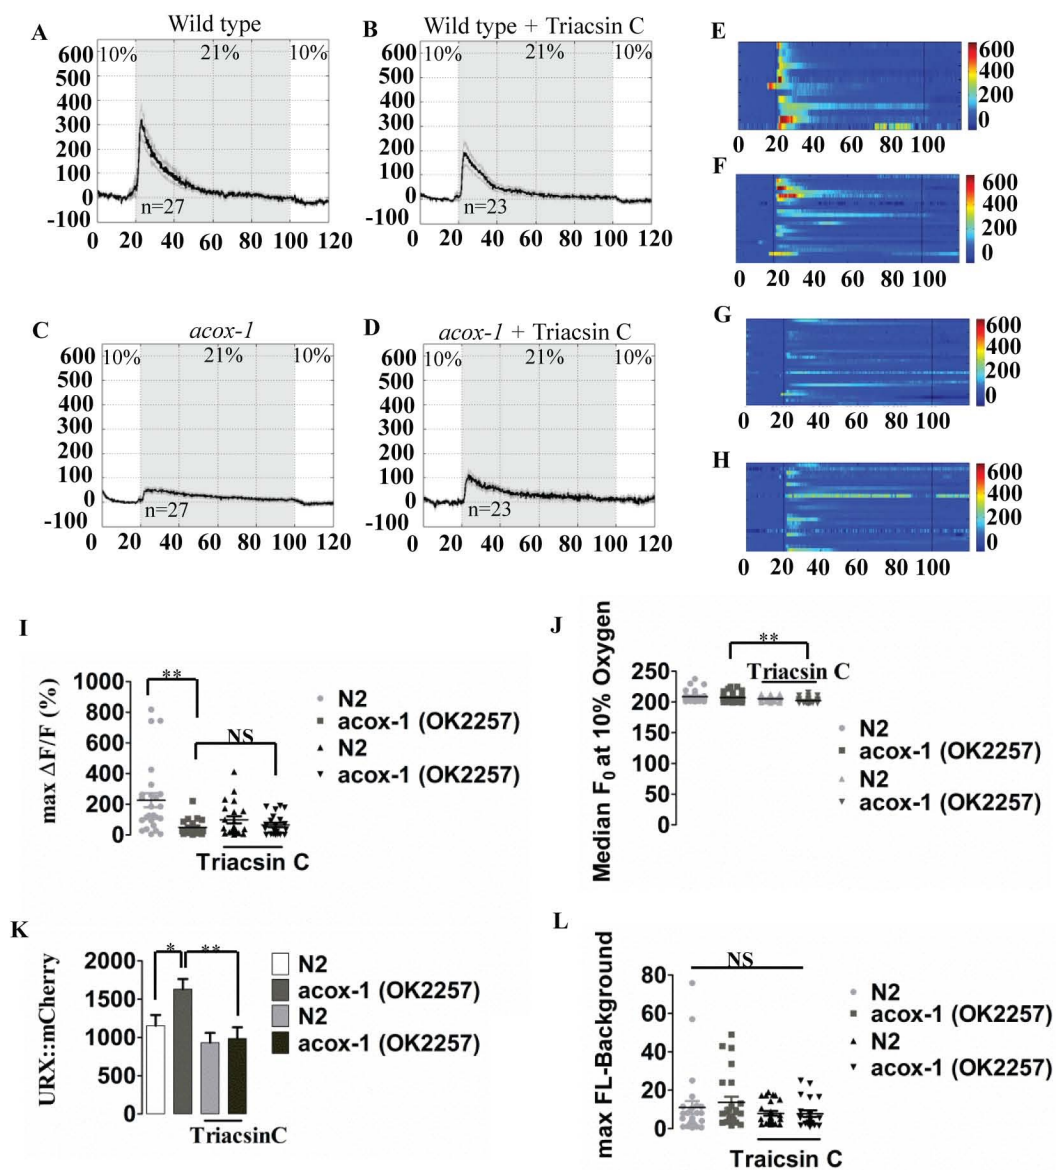 A
Wild type
600
500
400
300
200
100
0
-100
10%
21%
10%
n=27
0 20 40 60 80 100 120
B
Wild type + Triacsin C
600
500
400
300
200
100
0
-100
10%
21%
10%
n=23
0 20 40 60 80 100 120
C
acox-1
600
500
400
300
200
100
0
-100
10%
21%
10%
n=27
0 20 40 60 80 100 120
D
acox-1 + Triacsin C
600
500
400
300
200
100
0
-100
10%
21%
10%
n=23
0 20 40 60 80 100 120
E
600
400
200
0
0 20 40 60 80 100
F
600
400
200
0
0 20 40 60 80 100
G
600
400
200
0
0 20 40 60 80 100
H
600
400
200
0
0 20 40 60 80 100
I
max ΔF/F (%)
1000
800
600
400
200
0
**
NS
Triacsin C
N2
acox-1 (OK2257)
N2
acox-1 (OK2257)
J
Median F0 at 10% Oxygen
250
200
150
100
50
0
**
Triacsin C
N2
acox-1 (OK2257)
N2
acox-1 (OK2257)
K
URX::mCherry
2000
1500
1000
500
0
*
**
TriacsinC
N2
acox-1 (OK2257)
N2
acox-1 (OK2257)
L
max FL-Background
80
60
40
20
0
NS
Traicsin C
N2
acox-1 (OK2257)
N2
acox-1 (OK2257)